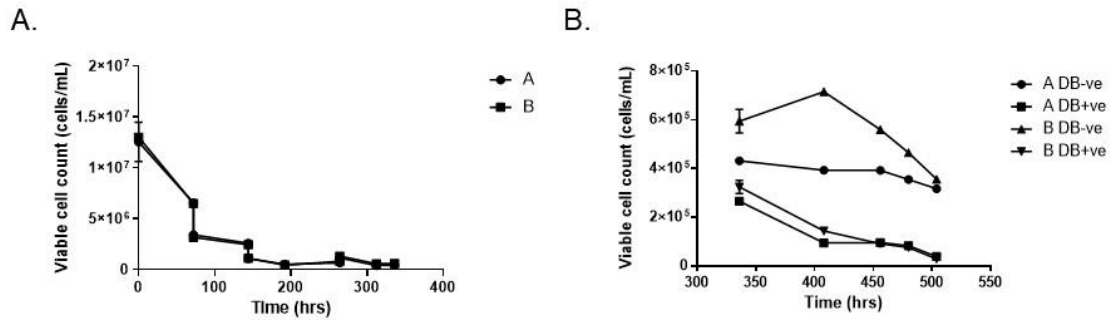 A.
B.
Viable cell count (cells/mL)
2×10⁷
1.5×10⁷
1×10⁷
5×10⁶
0
0 100 200 300 400
TIme (hrs)
A
B
Viable cell count (cells/mL)
8×10⁵
6×10⁵
4×10⁵
2×10⁵
0
300 350 400 450 500 550
Time (hrs)
A DB-ve
A DB+ve
B DB-ve
B DB+ve